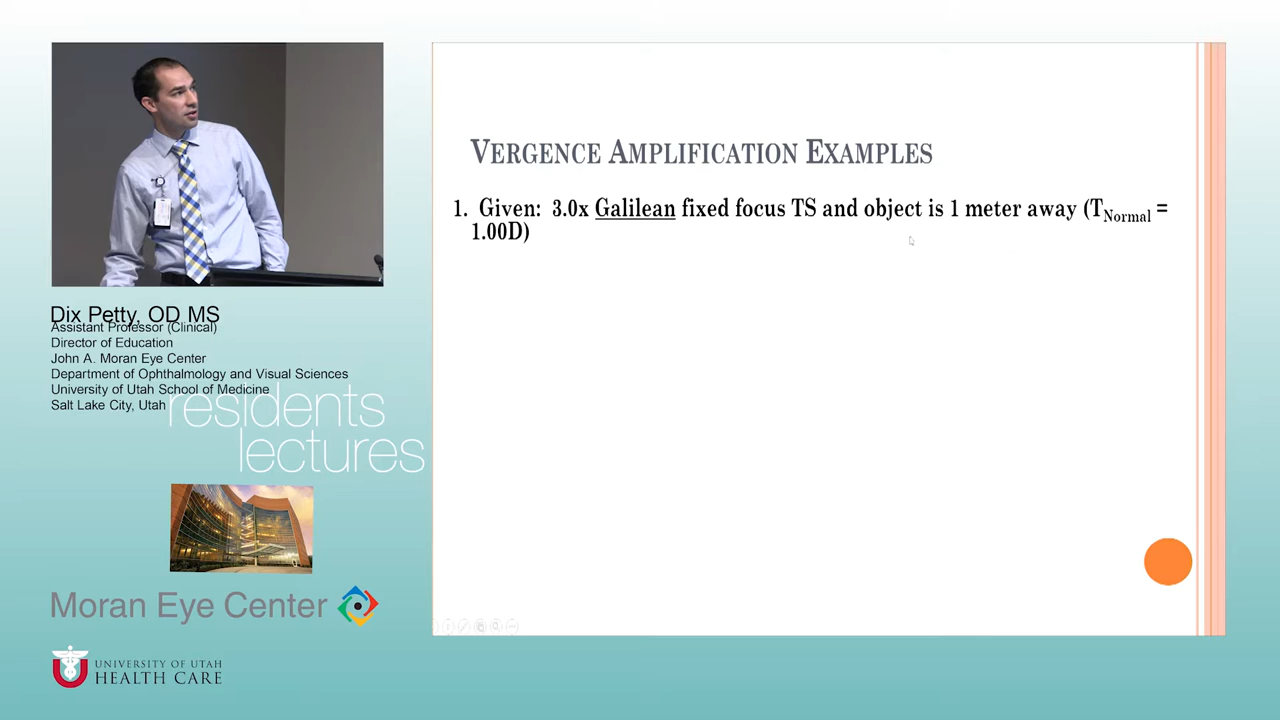 VERGENCE AMPLIFICATION EXAMPLES
1. Given: 3.0x Galilean fixed focus TS and object is 1 meter away (TNormal =
1.00D)
Dix Petty, OD MS
Assistant Professor (Clinical)
Director of Education
John A. Moran Eye Center
Department of Ophthalmology and Visual Sciences
University of Utah School of Medicine
Salt Lake City, Utah
residents
lectures
Moran Eye Center
UNIVERSITY OF UTAH
HEALTH CARE